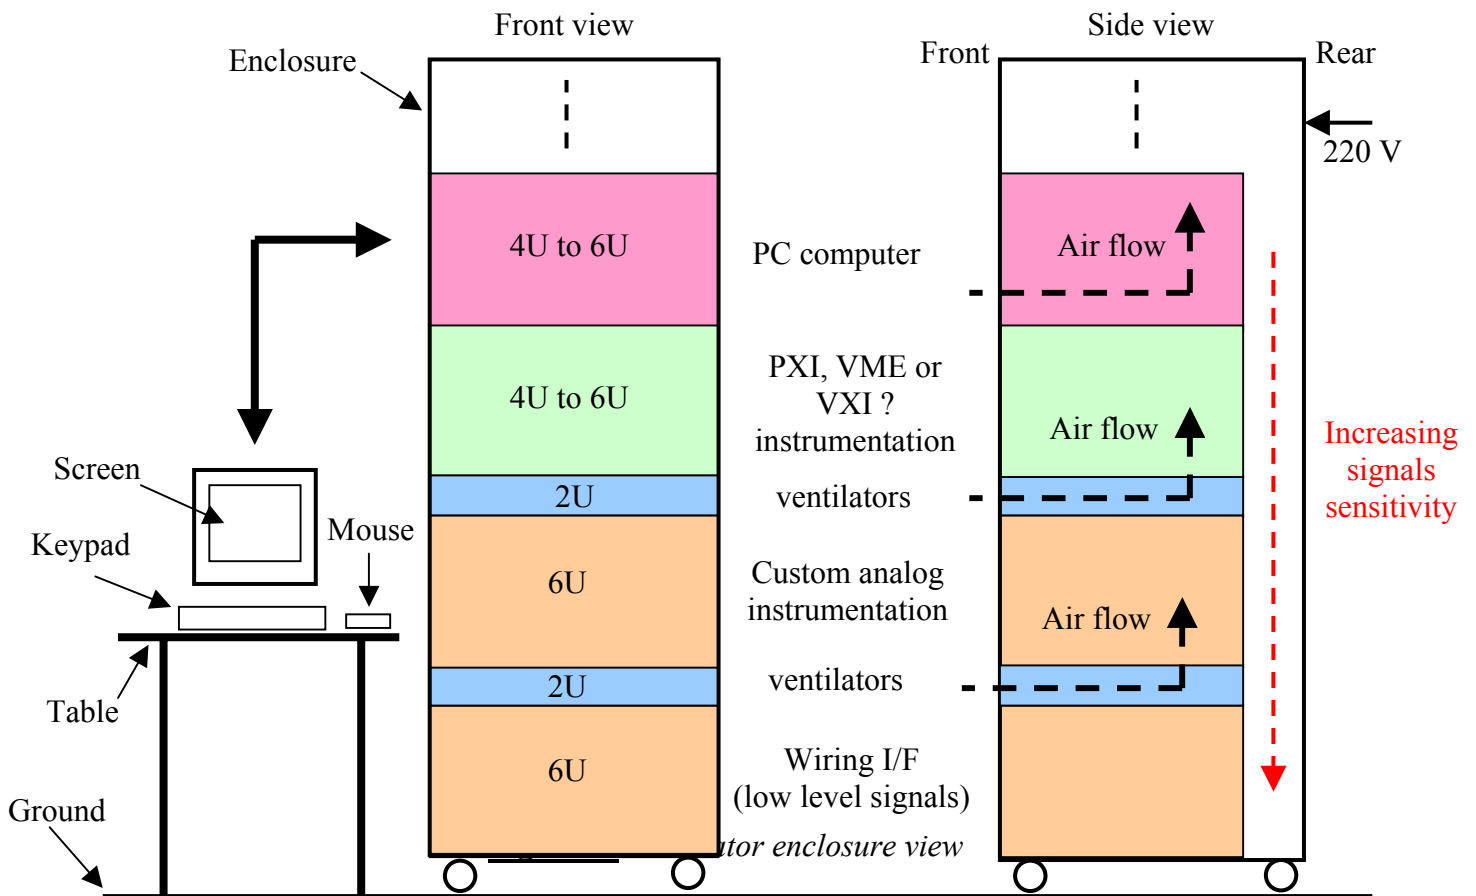 Front view
Side view
Enclosure
Front
Rear
220 V
4U to 6U
PC computer
Air flow
4U to 6U
PXI, VME or
VXI ?
instrumentation
Air flow
Increasing
signals
sensitivity
Screen
Keypad
Mouse
2U
ventilators
6U
Custom analog
instrumentation
Air flow
Table
2U
ventilators
6U
Wiring I/F
(low level signals)
Ground
ator enclosure view